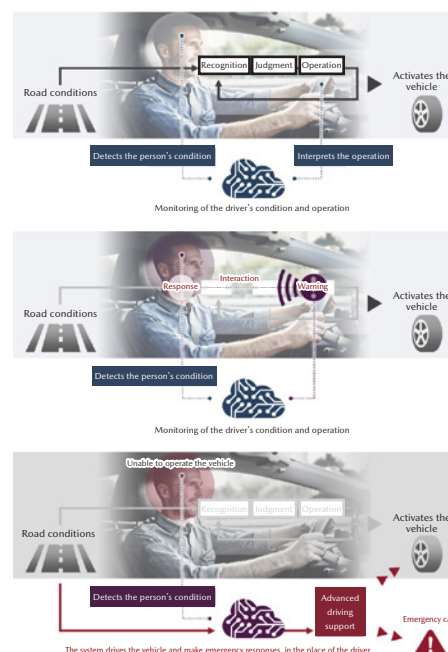 Recognition Judgment Operation
Road conditions
Activates the
vehicle
Detects the person's condition
Interprets the operation
Monitoring of the driver's condition and operation
Response
Interaction
Warning
Road conditions
Activates the
vehicle
Detects the person's condition
Monitoring of the driver's condition and operation
Unable to operate the vehicle
Recognition Judgment Operation
Road conditions
Activates the
vehicle
Detects the person's condition
Advanced
driving
support
Emergency ca
The system drives the vehicle and make emergency responses, in the place of the driver